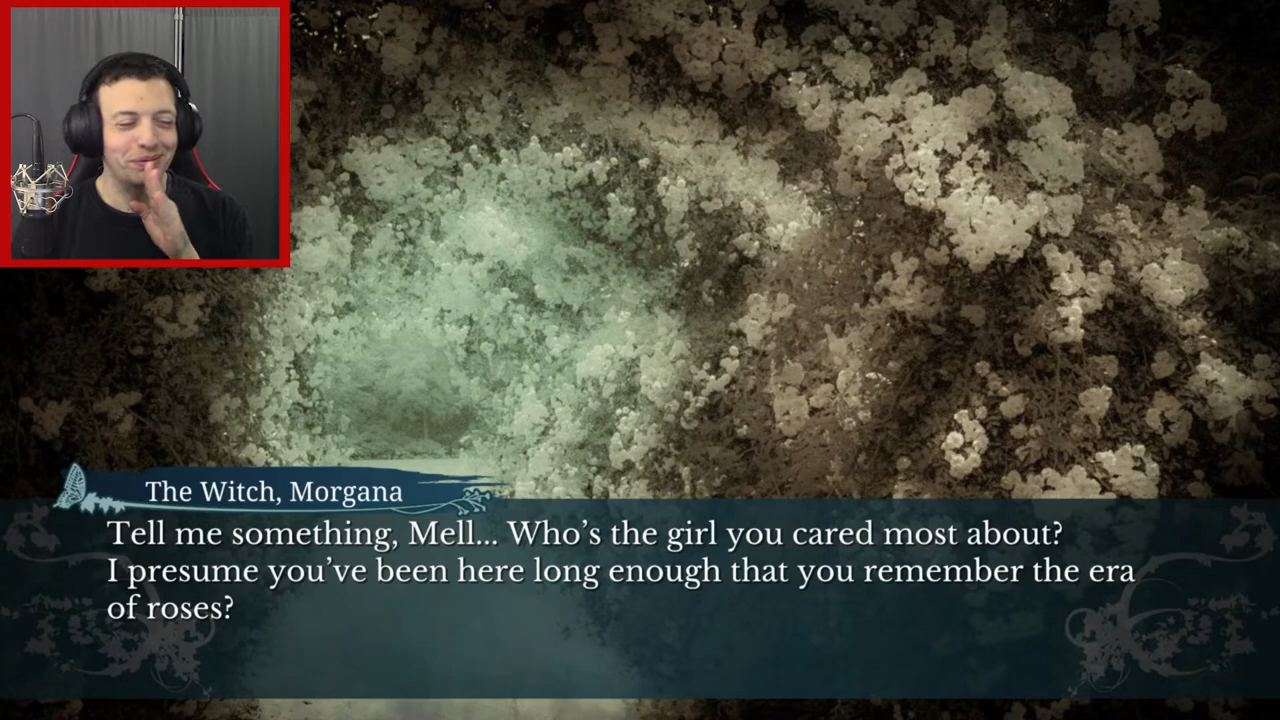 The Witch, Morgana
Tell me something, Mell... Who's the girl you cared most about?
I presume you've been here long enough that you remember the era
of roses?